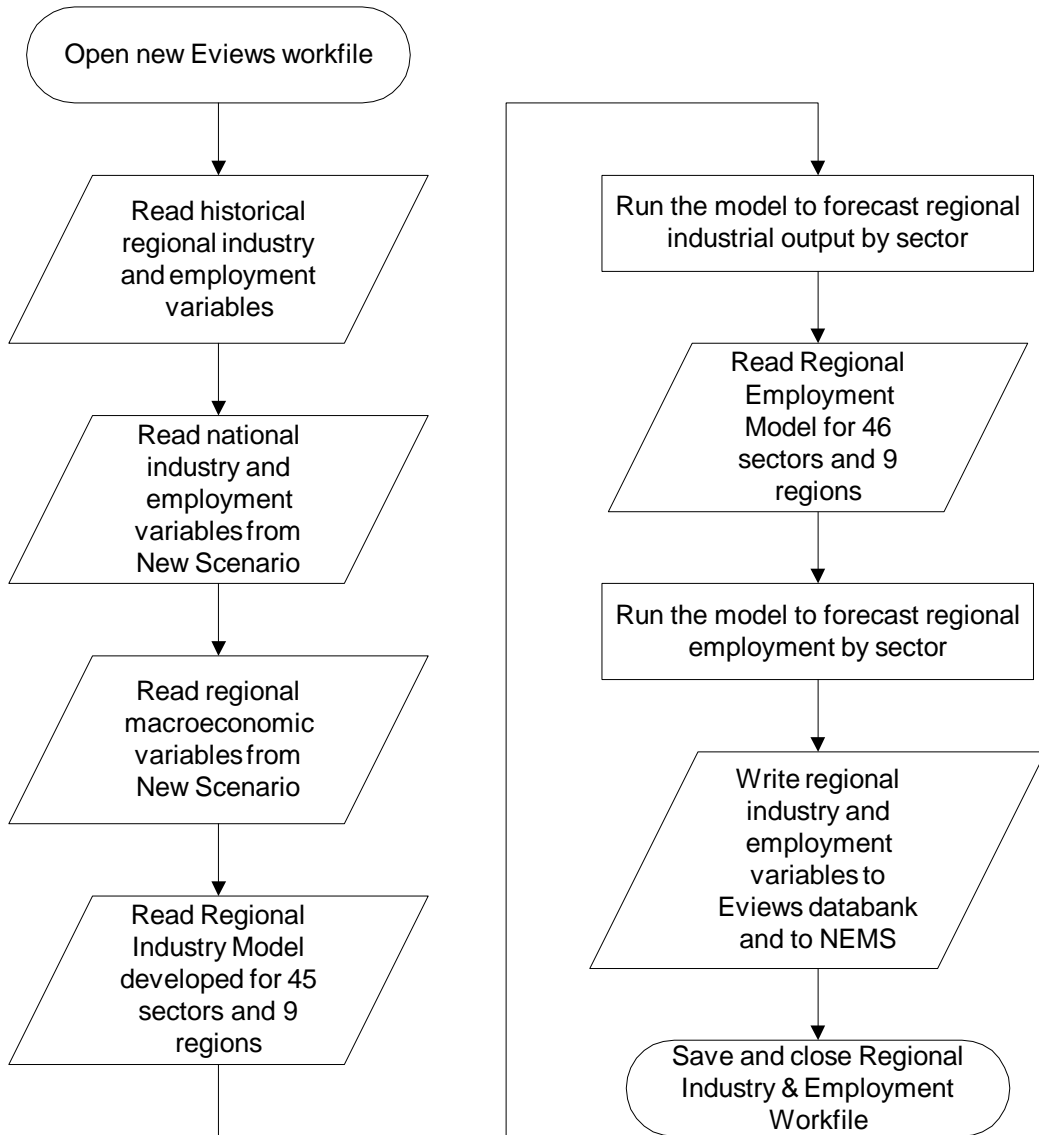 Open new Eviews workfile
Read historical
regional industry
and employment
variables
Read national
industry and
employment
variables from
New Scenario
Read regional
macroeconomic
variables from
New Scenario
Read Regional
Industry Model
developed for 45
sectors and 9
regions
Run the model to forecast regional
industrial output by sector
Read Regional
Employment
Model for 46
sectors and 9
regions
Run the model to forecast regional
employment by sector
Write regional
industry and
employment
variables to
Eviews databank
and to NEMS
Save and close Regional
Industry & Employment
Workfile